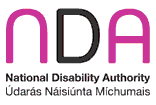 NDA
National Disability Authority
Údarás Náisiúnta Míchumais